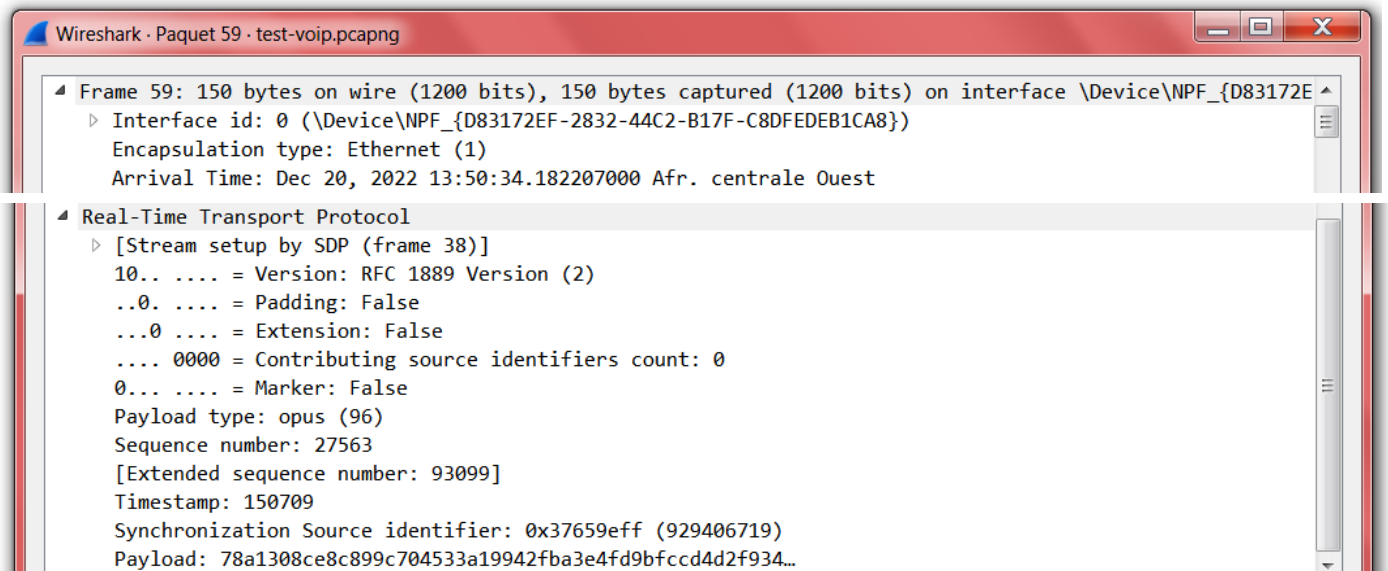 Wireshark · Paquet 59 · test-voip.pcapng
Frame 59: 150 bytes on wire (1200 bits), 150 bytes captured (1200 bits) on interface \Device\NPF_{D83172E
Interface id: 0 (\Device\NPF_{D83172EF-2832-44C2-B17F-C8DFEDEB1CA8})
Encapsulation type: Ethernet (1)
Arrival Time: Dec 20, 2022 13:50:34.182207000 Afr. centrale Ouest
Real-Time Transport Protocol
[Stream setup by SDP (frame 38)]
10.. .... = Version: RFC 1889 Version (2)
..0. .... = Padding: False
...0 .... = Extension: False
.... 0000 = Contributing source identifiers count: 0
0... .... = Marker: False
Payload type: opus (96)
Sequence number: 27563
[Extended sequence number: 93099]
Timestamp: 150709
Synchronization Source identifier: 0x37659eff (929406719)
Payload: 78a1308ce8c899c704533a19942fba3e4fd9bfccd4d2f934…